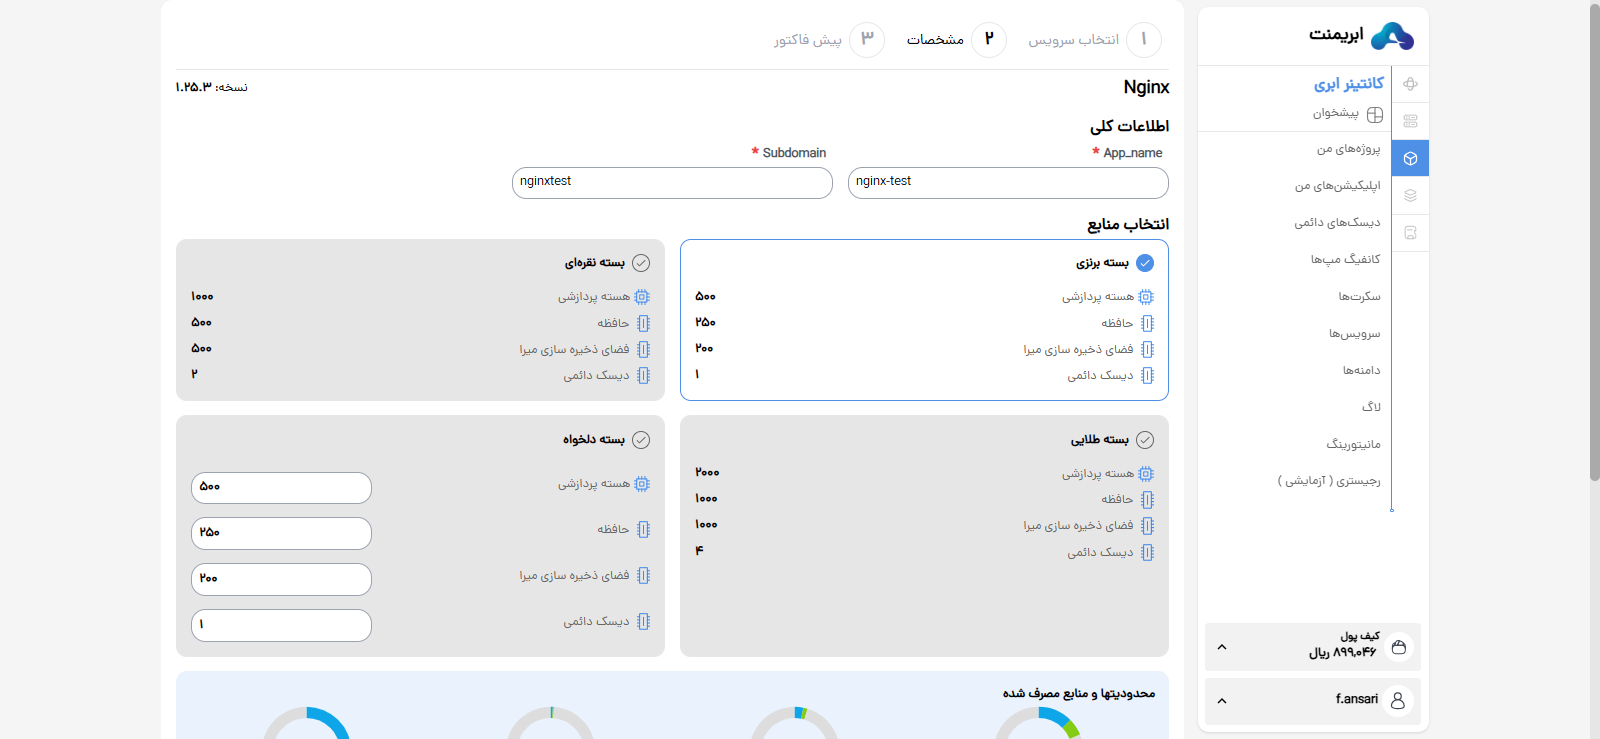 ابریمنت
کانتینر ابری
پیشخوان
پروژه‌های من
اپلیکیشن‌های من
دیسک‌های دائمی
کانفیگ مپ‌ها
سکرت‌ها
سرویس‌ها
دامنه‌ها
لاگ
مانیتورینگ
رجیستری ( آزمایشی )
کیف پول
۸۹۹,۰۴۶ ریال
f.ansari
۱ انتخاب سرویس ۲ مشخصات ۳ پیش فاکتور
Nginx
نسخه: ۱.۲۵.۳
اطلاعات کلی
App_name *
nginx-test
Subdomain *
nginxtest
انتخاب منابع
بسته برنزی
هسته پردازشی ۵۰۰
حافظه ۲۵۰
فضای ذخیره سازی میرا ۲۰۰
دیسک دائمی ۱
بسته نقره‌ای
هسته پردازشی ۱۰۰۰
حافظه ۵۰۰
فضای ذخیره سازی میرا ۵۰۰
دیسک دائمی ۲
بسته طلایی
هسته پردازشی ۲۰۰۰
حافظه ۱۰۰۰
فضای ذخیره سازی میرا ۱۰۰۰
دیسک دائمی ۴
بسته دلخواه
هسته پردازشی ۵۰۰
حافظه ۲۵۰
فضای ذخیره سازی میرا ۲۰۰
دیسک دائمی ۱
محدودیتها و منابع مصرف شده